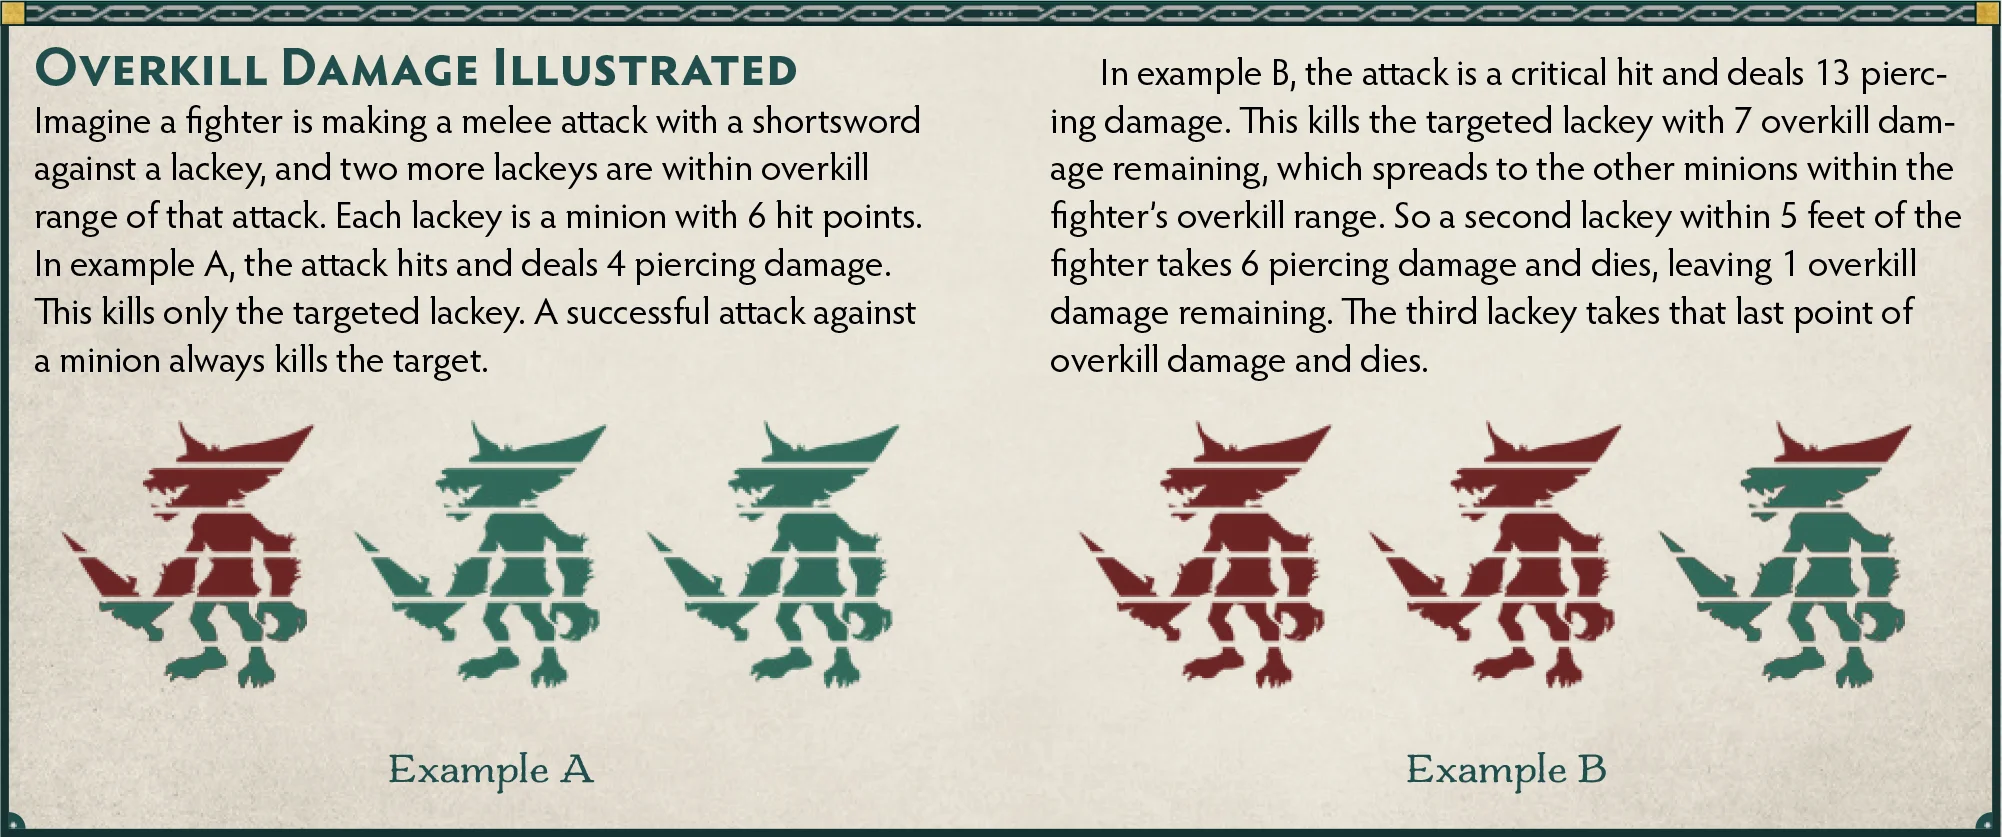 Overkill Damage Illustrated
Imagine a fighter is making a melee attack with a shortsword
against a lackey, and two more lackeys are within overkill
range of that attack. Each lackey is a minion with 6 hit points.
In example A, the attack hits and deals 4 piercing damage.
This kills only the targeted lackey. A successful attack against
a minion always kills the target.
In example B, the attack is a critical hit and deals 13 pierc-
ing damage. This kills the targeted lackey with 7 overkill dam-
age remaining, which spreads to the other minions within the
fighter's overkill range. So a second lackey within 5 feet of the
fighter takes 6 piercing damage and dies, leaving 1 overkill
damage remaining. The third lackey takes that last point of
overkill damage and dies.
Example A
Example B